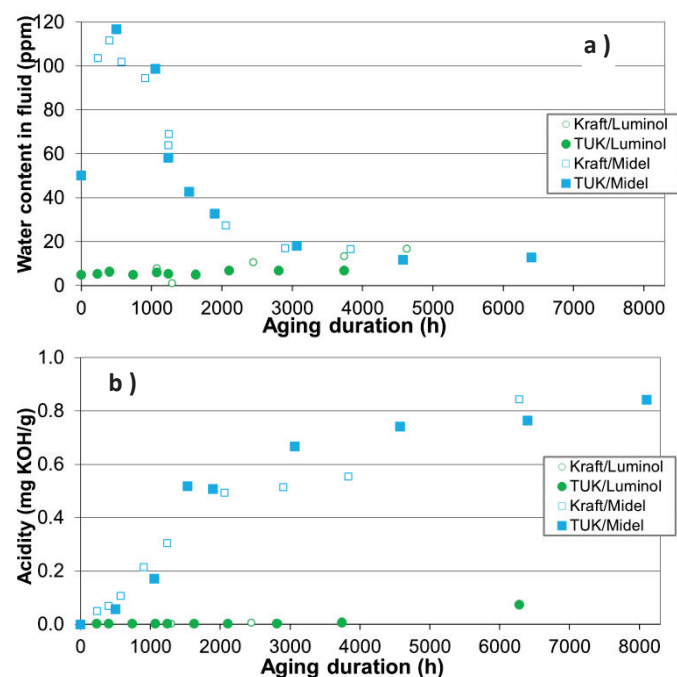 a )
Water content in fluid (ppm)
120
100
80
60
40
20
0
Kraft/Luminol
TUK/Luminol
Kraft/Midel
TUK/Midel
0 1000 2000 3000 4000 5000 6000 7000 8000
Aging duration (h)
b )
Acidity (mg KOH/g)
1.0
0.8
0.6
0.4
0.2
0.0
Kraft/Luminol
TUK/Luminol
Kraft/Midel
TUK/Midel
0 1000 2000 3000 4000 5000 6000 7000 8000
Aging duration (h)